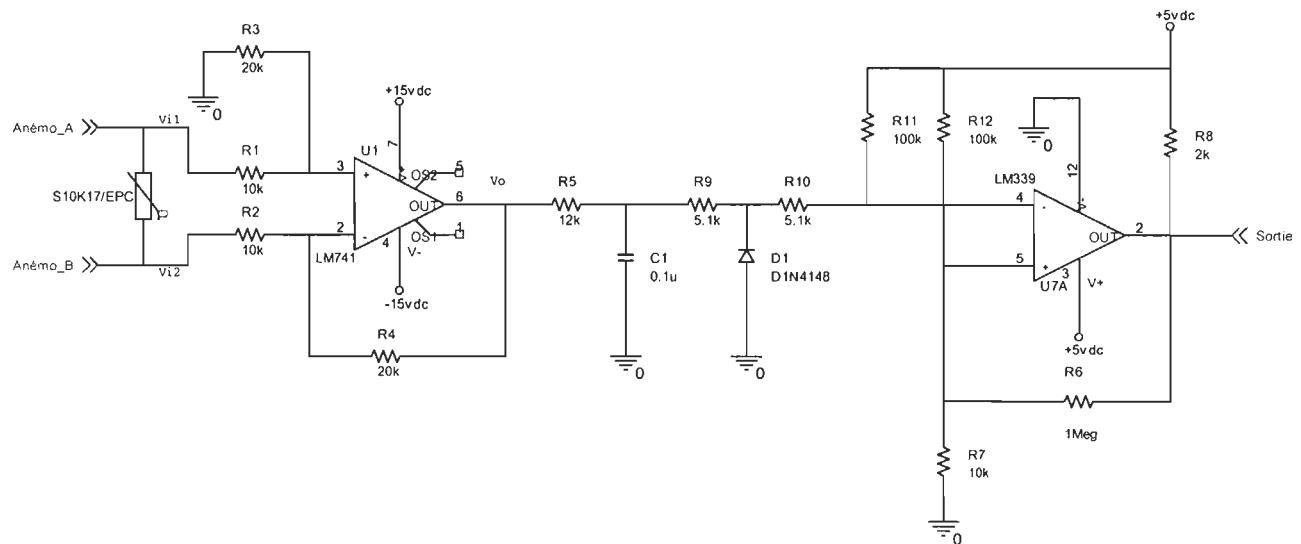 R3
20k
0
+5vdc
Anémo_A
Vi1
+15vdc
R11
100k
R12
100k
0
R8
2k
S10K17/EPC
R1
10k
U1
7
V+
3
+
OS2
5
OUT
6
Vo
R5
12k
R9
5.1k
R10
5.1k
LM339
12
V-
4
-
OUT
2
Sortie
R2
10k
2
-
OS1
1
4
V-
LM741
Anémo_B
Vi2
-15vdc
C1
0.1u
D1
D1N4148
5
+
3
V+
U7A
+5vdc
R4
20k
0
0
R6
1Meg
R7
10k
0